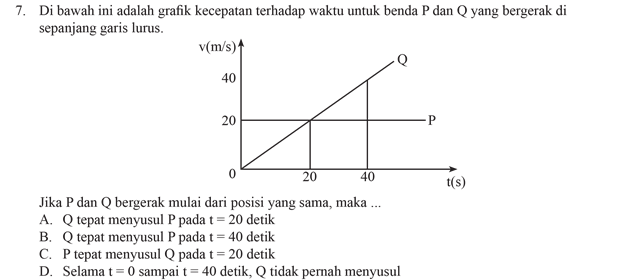 7. Di bawah ini adalah grafik kecepatan terhadap waktu untuk benda P dan Q yang bergerak di
sepanjang garis lurus.
v(m/s)
Q
40
20
P
0
20
40
t(s)
Jika P dan Q bergerak mulai dari posisi yang sama, maka ...
A. Q tepat menyusul P pada t = 20 detik
B. Q tepat menyusul P pada t = 40 detik
C. P tepat menyusul Q pada t = 20 detik
D. Selama t = 0 sampai t = 40 detik, Q tidak pernah menyusul